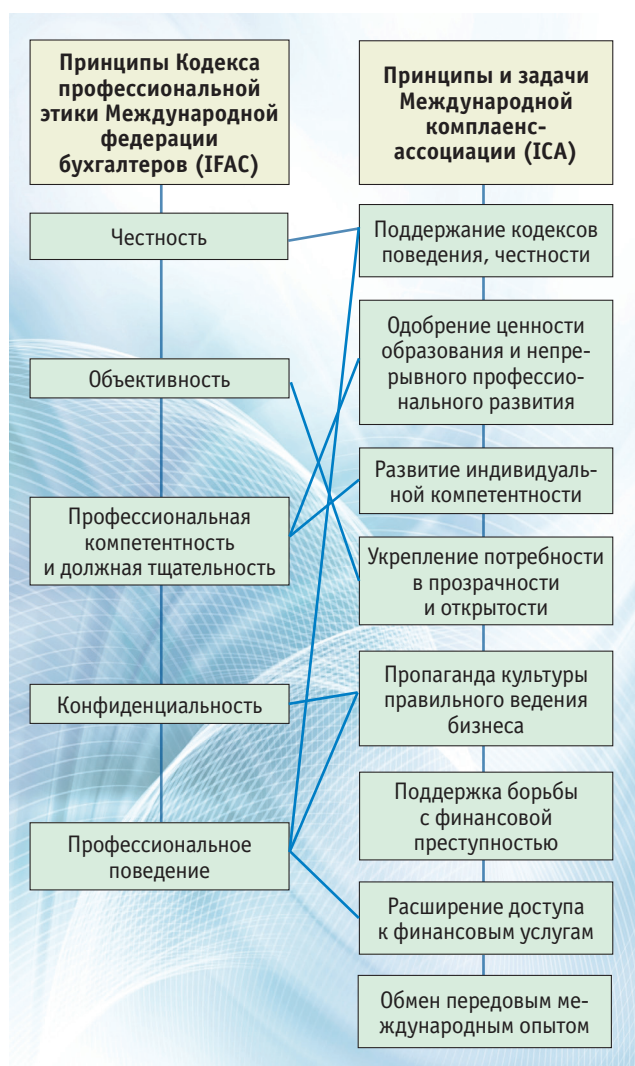 Принципы Кодекса
профессиональной
этики Международной
федерации
бухгалтеров (IFAC)
Честность
Объективность
Профессиональная
компетентность
и должная тщательность
Конфиденциальность
Профессиональное
поведение
Принципы и задачи
Международной
комплаенс-
ассоциации (ICA)
Поддержание кодексов
поведения, честности
Одобрение ценности
образования и непре-
рывного профессио-
нального развития
Развитие индивидуаль-
ной компетентности
Укрепление потребности
в прозрачности
и открытости
Пропаганда культуры
правильного ведения
бизнеса
Поддержка борьбы
с финансовой
преступностью
Расширение доступа
к финансовым услугам
Обмен передовым ме-
ждународным опытом